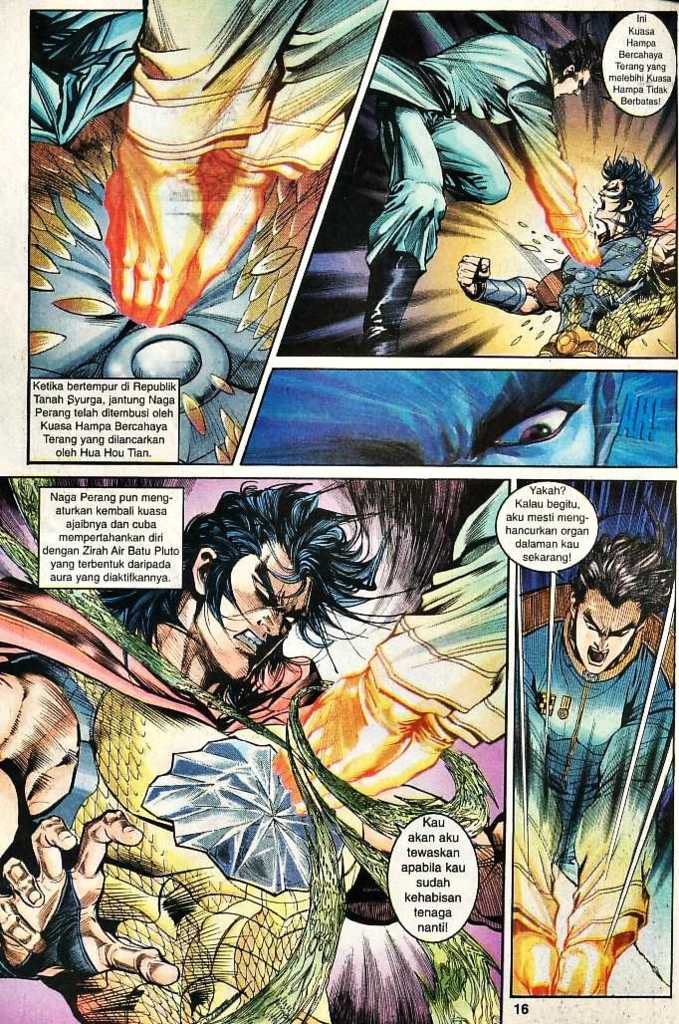 Ketika bertempur di Republik
Tanah Syurga, jantung Naga
Perang telah ditembusi oleh
Kuasa Hampa Bercahaya
Terang yang dilancarkan
oleh Hua Hou Tian.
Ini
Kuasa
Hampa
Bercahaya
Terang yang
melebihi Kuasa
Hampa Tidak
Berbatas!
Naga Perang pun meng-
aturkan kembali kuasa
ajaibnya dan cuba
mempertahankan diri
dengan Zirah Air Batu Pluto
yang terbentuk daripada
aura yang diaktifkannya.
Kau
akan aku
tewaskan
apabila kau
sudah
kehabisan
tenaga
nanti!
Yakah?
Kalau begitu,
aku mesti meng-
hancurkan organ
dalaman kau
sekarang!
16